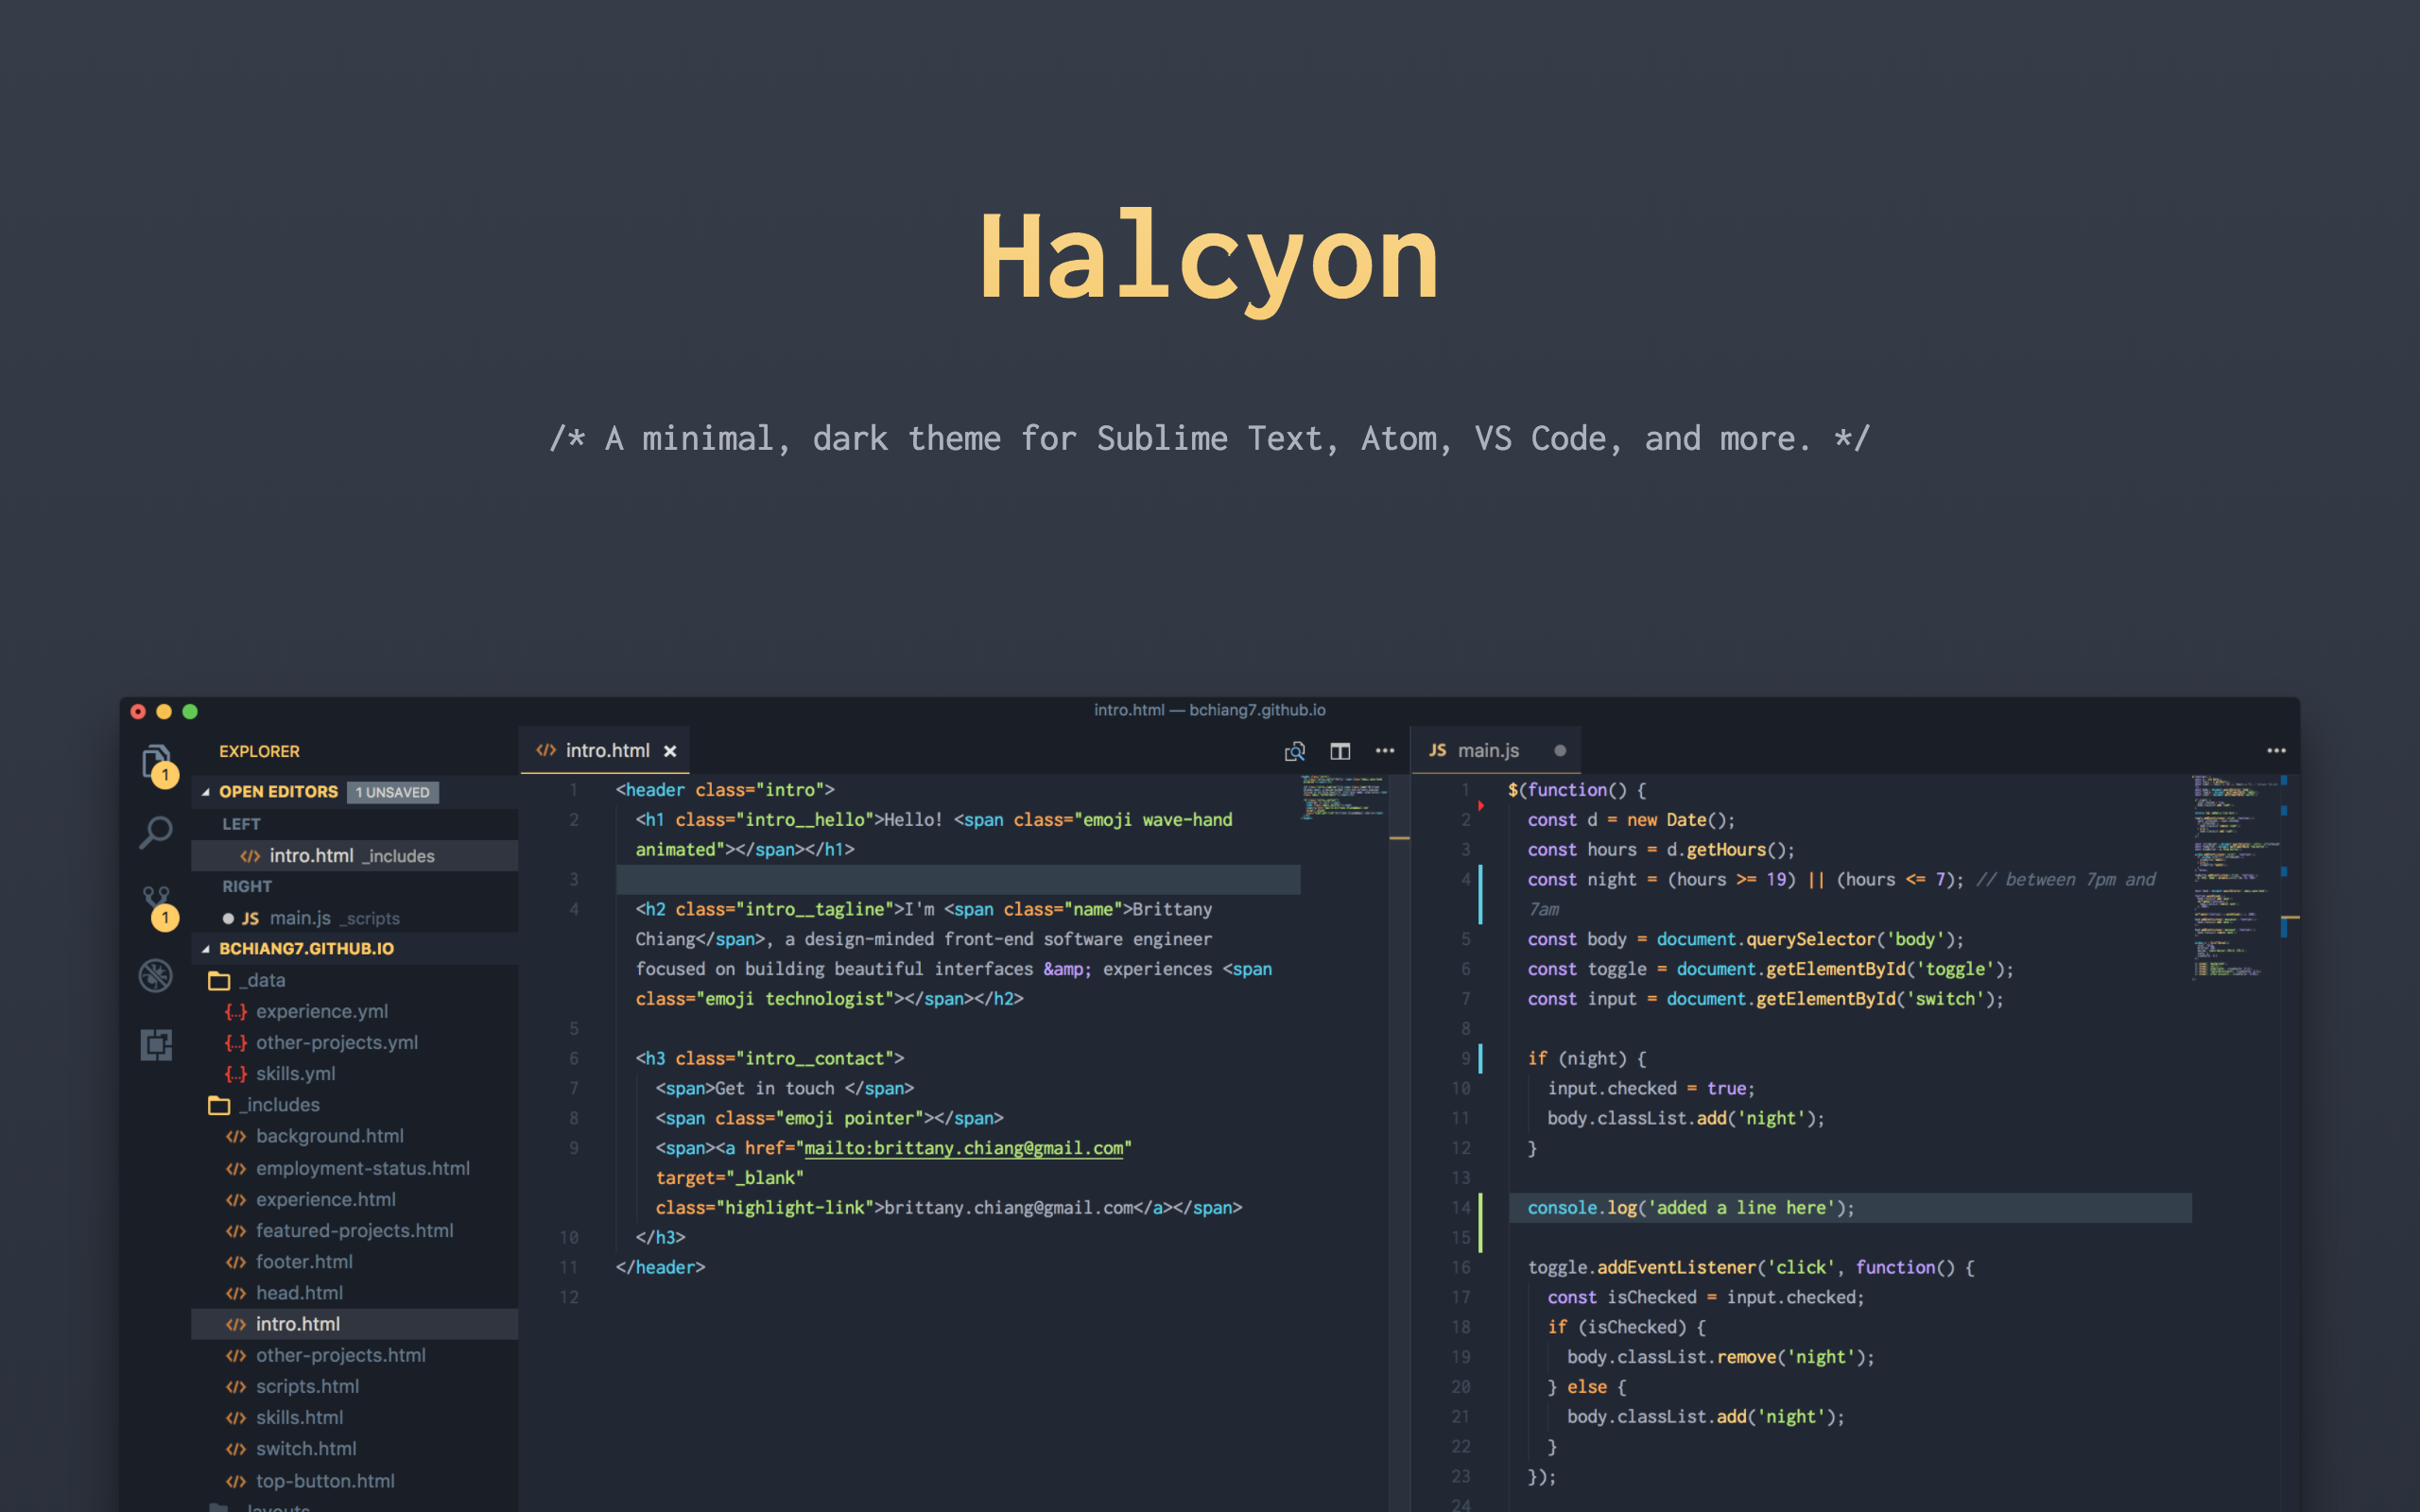 Halcyon
/* A minimal, dark theme for Sublime Text, Atom, VS Code, and more. */
intro.html — bchiang7.github.io
EXPLORER
OPEN EDITORS 1 UNSAVED
LEFT
</> intro.html _includes
RIGHT
JS main.js _scripts
BCHIANG7.GITHUB.IO
_data
{..} experience.yml
{..} other-projects.yml
{..} skills.yml
_includes
</> background.html
</> employment-status.html
</> experience.html
</> featured-projects.html
</> footer.html
</> head.html
</> intro.html
</> other-projects.html
</> scripts.html
</> skills.html
</> switch.html
</> top-button.html
1
1
</> intro.html ×
1 <header class="intro">
2 <h1 class="intro__hello">Hello! <span class="emoji wave-hand
animated"></span></h1>
3
4 <h2 class="intro__tagline">I'm <span class="name">Brittany
Chiang</span>, a design-minded front-end software engineer
focused on building beautiful interfaces &amp; experiences <span
class="emoji technologist"></span></h2>
5
6 <h3 class="intro__contact">
7 <span>Get in touch </span>
8 <span class="emoji pointer"></span>
9 <span><a href="mailto:brittany.chiang@gmail.com"
target="_blank"
class="highlight-link">brittany.chiang@gmail.com</a></span>
10 </h3>
11 </header>
12
JS main.js
1 $(function() {
2 const d = new Date();
3 const hours = d.getHours();
4 const night = (hours >= 19) || (hours <= 7); // between 7pm and
7am
5 const body = document.querySelector('body');
6 const toggle = document.getElementById('toggle');
7 const input = document.getElementById('switch');
8
9 if (night) {
10 input.checked = true;
11 body.classList.add('night');
12 }
13
14 console.log('added a line here');
15
16 toggle.addEventListener('click', function() {
17 const isChecked = input.checked;
18 if (isChecked) {
19 body.classList.remove('night');
20 } else {
21 body.classList.add('night');
22 }
23 });
24